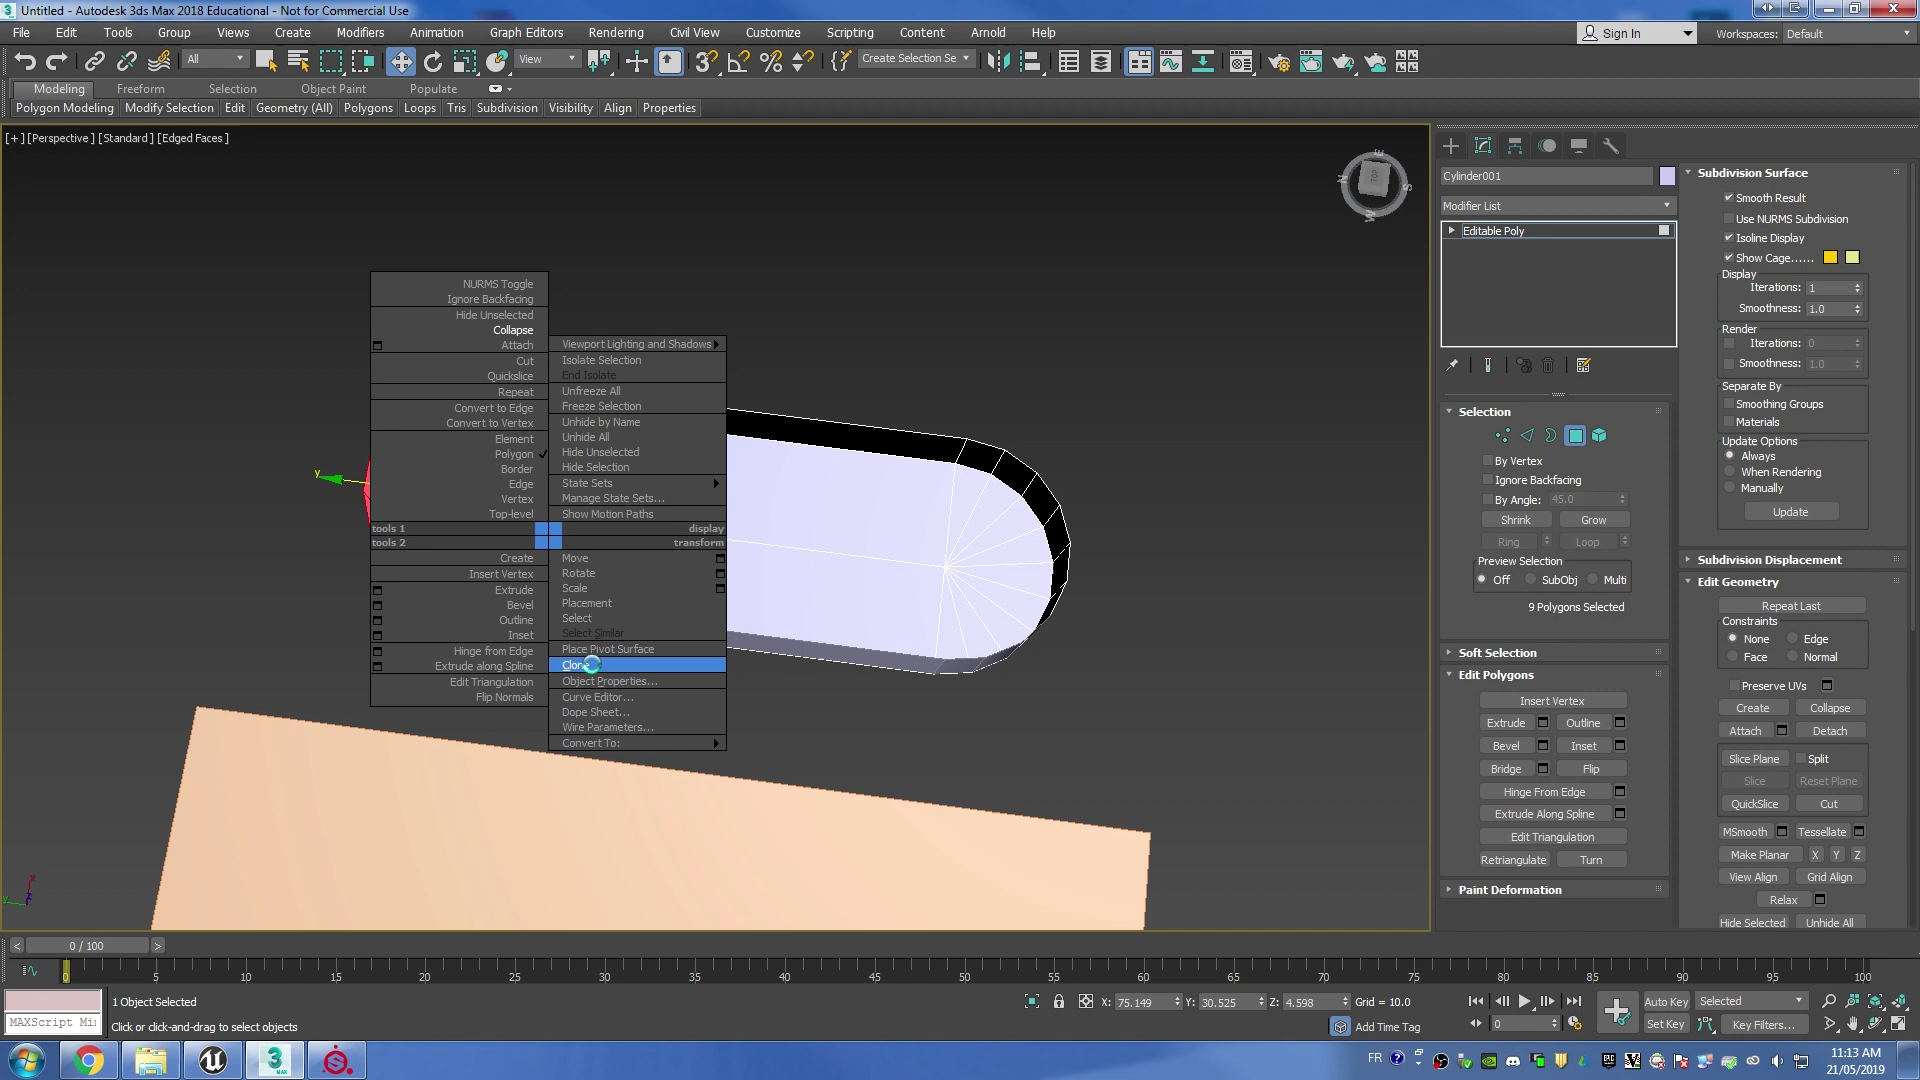 Untitled - Autodesk 3ds Max 2018 Educational - Not for Commercial Use
File Edit Tools Group Views Create Modifiers Animation Graph Editors Rendering Civil View Customize Scripting Content Arnold Help
Sign In Workspaces: Default
All View Create Selection Se
Modeling Freeform Selection Object Paint Populate
Polygon Modeling Modify Selection Edit Geometry (All) Polygons Loops Tris Subdivision Visibility Align Properties
[+] [Perspective] [Standard] [Edged Faces]
NURMS Toggle
Ignore Backfacing
Hide Unselected
Collapse
Attach
Cut
Quickslice
Repeat
Convert to Edge
Convert to Vertex
Element
Polygon
Border
Edge
Vertex
Top-level
tools 1
tools 2
Create
Insert Vertex
Extrude
Bevel
Outline
Inset
Hinge from Edge
Extrude along Spline
Edit Triangulation
Flip Normals
Viewport Lighting and Shadows
Isolate Selection
End Isolate
Unfreeze All
Freeze Selection
Unhide by Name
Unhide All
Hide Unselected
Hide Selection
State Sets
Manage State Sets...
Show Motion Paths
display
transform
Move
Rotate
Scale
Placement
Select
Select Similar
Place Pivot Surface
Object Properties...
Curve Editor...
Dope Sheet...
Wire Parameters...
Convert To:
y
TOP
Cylinder001
Modifier List
Editable Poly
Selection
By Vertex
Ignore Backfacing
By Angle: 45.0
Shrink Grow
Ring Loop
Preview Selection
Off SubObj Multi
9 Polygons Selected
Soft Selection
Edit Polygons
Insert Vertex
Extrude Outline
Bevel Inset
Bridge Flip
Hinge From Edge
Extrude Along Spline
Edit Triangulation
Retriangulate Turn
Paint Deformation
Subdivision Surface
Smooth Result
Use NURMS Subdivision
Isoline Display
Show Cage......
Display
Iterations: 1
Smoothness: 1.0
Render
Iterations: 0
Smoothness: 1.0
Separate By
Smoothing Groups
Materials
Update Options
Always
When Rendering
Manually
Update
Subdivision Displacement
Edit Geometry
Repeat Last
Constraints
None Edge
Face Normal
Preserve UVs
Create Collapse
Attach Detach
Slice Plane Split
Slice Reset Plane
QuickSlice Cut
MSmooth Tessellate
Make Planar X Y Z
View Align Grid Align
Relax
Hide Selected Unhide All
0 / 100
0 5 10 15 20 25 30 35 40 45 50 55 60 65 70 75 80 85 90 95 100
1 Object Selected
X: 75.149 Y: 30.525 Z: 4.598 Grid = 10.0
Auto Key Selected
MAXScript Mi
Click or click-and-drag to select objects
Add Time Tag
0
Set Key Key Filters...
FR
11:13 AM
21/05/2019